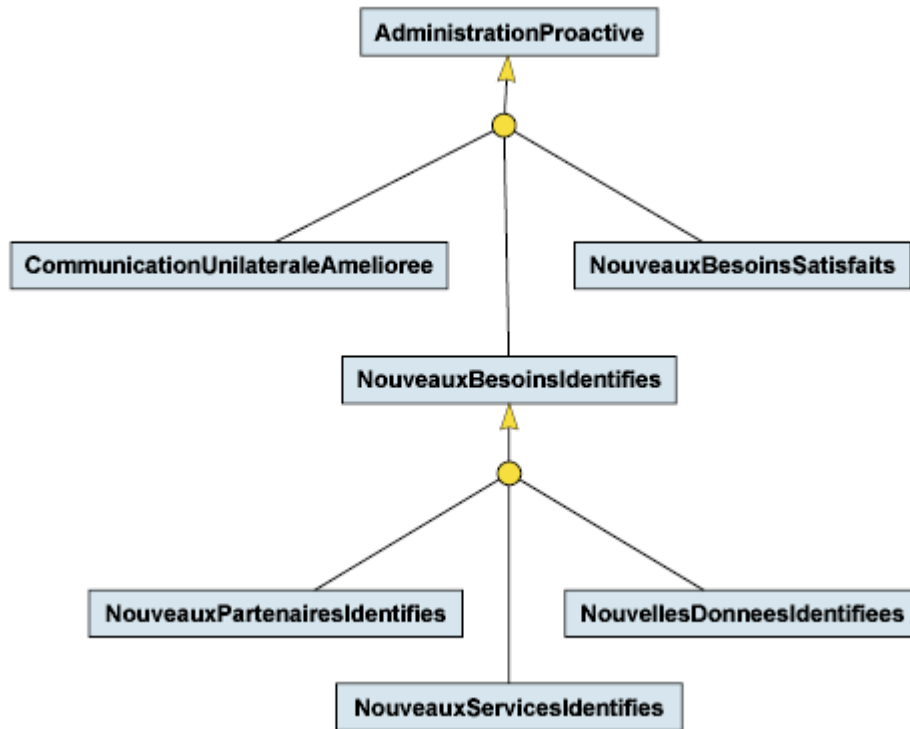 AdministrationProactive
CommunicationUnilateraleAmelioree
NouveauxBesoinsSatisfaits
NouveauxBesoinsIdentifies
NouveauxPartenairesIdentifies
NouvellesDonneesIdentifiees
NouveauxServicesIdentifies